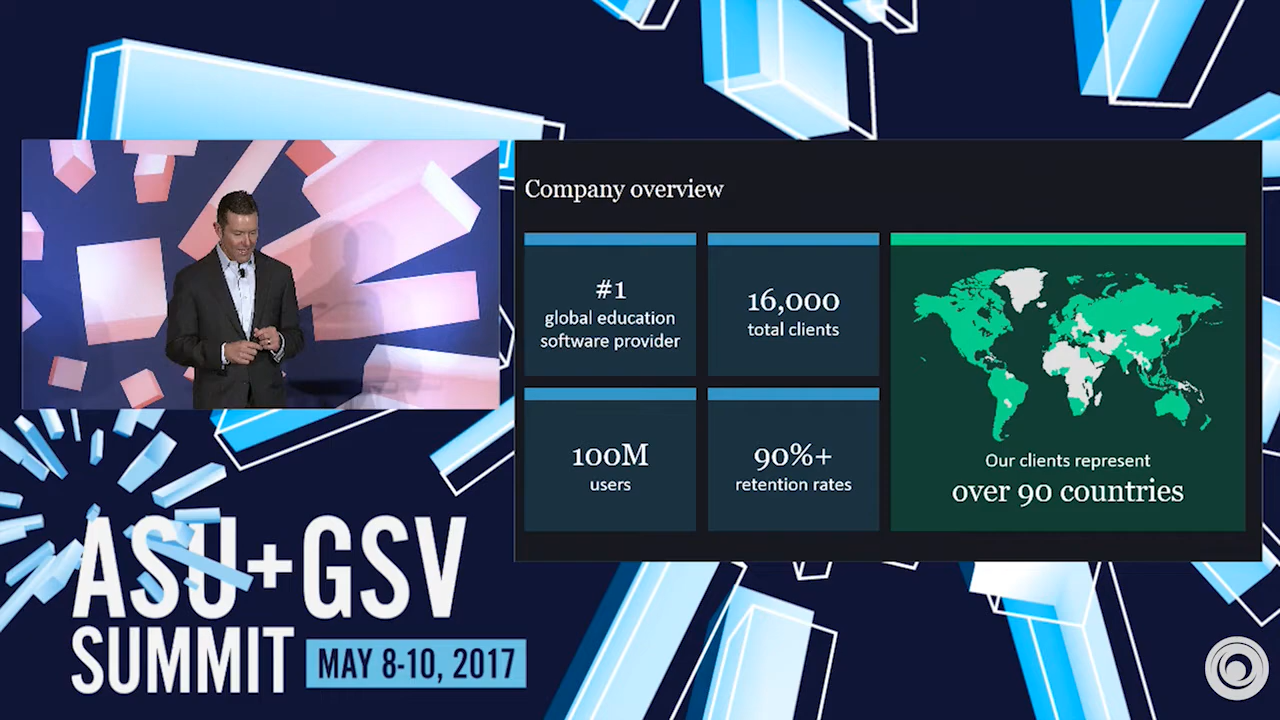 Company overview
#1
global education
software provider
16,000
total clients
100M
users
90%+
retention rates
Our clients represent
over 90 countries
ASU+GSV
SUMMIT
MAY 8-10, 2017